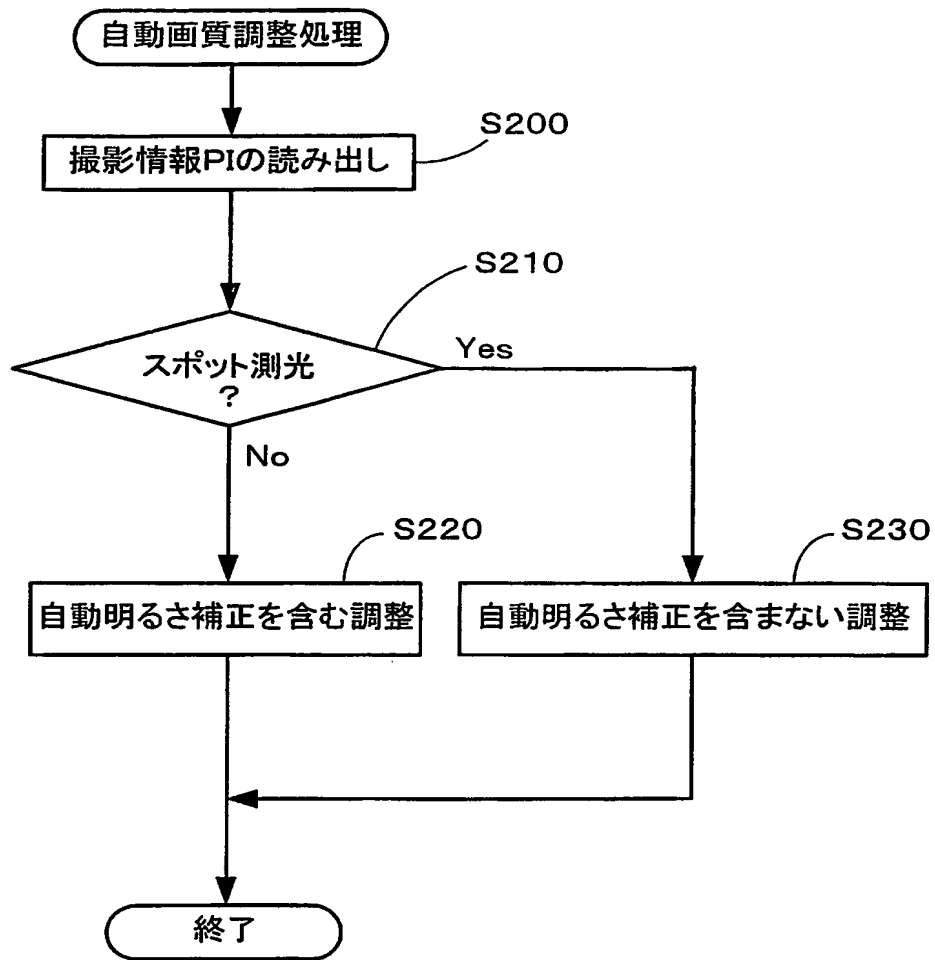 自動画質調整処理
S200
撮影情報PIの読み出し
S210
スポット測光
?
Yes
No
S220
自動明るさ補正を含む調整
S230
自動明るさ補正を含まない調整
終了